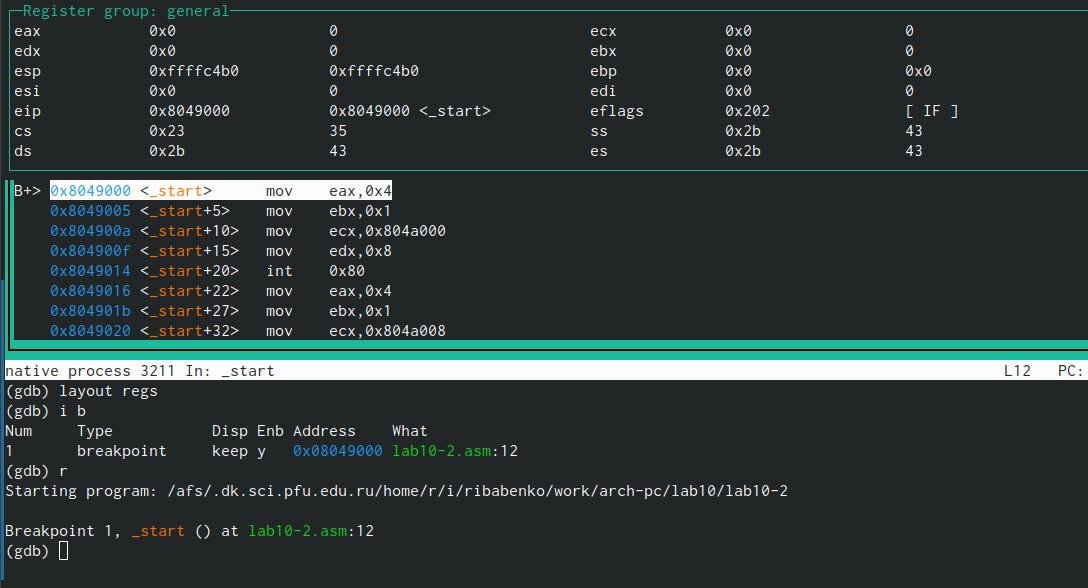 Register group: general
eax 0x0 0 ecx 0x0 0
edx 0x0 0 ebx 0x0 0
esp 0xffffc4b0 0xffffc4b0 ebp 0x0 0x0
esi 0x0 0 edi 0x0 0
eip 0x8049000 0x8049000 <_start> eflags 0x202 [ IF ]
cs 0x23 35 ss 0x2b 43
ds 0x2b 43 es 0x2b 43
B+> 0x8049000 <_start> mov eax,0x4
0x8049005 <_start+5> mov ebx,0x1
0x804900a <_start+10> mov ecx,0x804a000
0x804900f <_start+15> mov edx,0x8
0x8049014 <_start+20> int 0x80
0x8049016 <_start+22> mov eax,0x4
0x804901b <_start+27> mov ebx,0x1
0x8049020 <_start+32> mov ecx,0x804a008
native process 3211 In: _start L12 PC:
(gdb) layout regs
(gdb) i b
Num Type Disp Enb Address What
1 breakpoint keep y 0x08049000 lab10-2.asm:12
(gdb) r
Starting program: /afs/.dk.sci.pfu.edu.ru/home/r/i/ribabenko/work/arch-pc/lab10/lab10-2
Breakpoint 1, _start () at lab10-2.asm:12
(gdb)